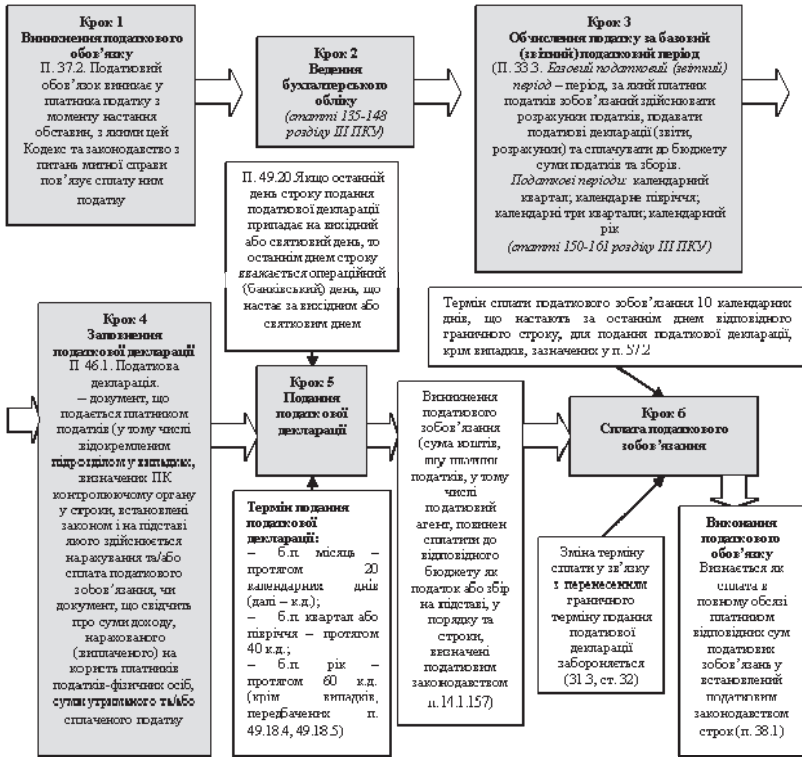 Крок 1
Виникнення податкового
обов’язку
П. 37.2. Податковий
обов’язок виникає у
платника податку з
моменту настання
обставин, з якими цей
Кодекс та законодавство з
питань митної справи
пов’язує сплату ним
податку
Крок 2
Ведення
бухгалтерського
обліку
(статті 135-148
розділу III ПКУ)
Крок 3
Обчислення податку за базовий
(звітний) податковий період
(П. 33.3. Базовий податковий (звітний)
період – період, за який платник
податків зобов’язаний здійснювати
розрахунки податків, подавати
податкові декларації (звіти,
розрахунки) та сплачувати до бюджету
суми податків та зборів.
Податкові періоди: календарний
квартал; календарне півріччя;
календарні три квартали; календарний
рік
(статті 150-161 розділу III ПКУ)
П. 49.20 Якщо останній
день строку подання
податкової декларації
припадає на вихідний
або святковий день, то
останнім днем строку
вважається операційний
(банківський) день, що
настає за вихідним або
святковим днем
Термін сплати податкового зобов’язання 10 календарних
днів, що настають за останнім днем відповідного
граничного строку, для подання податкової декларації,
крім випадків, зазначених у п. 57.2
Крок 4
Заповнення
податкової декларації
П 46.1. Податкова
декларація.
– документ, що
подається платником
податків (у тому числі
відокремленим
підрозділом у випадках,
визначених ПК
контролюючому органу
у строки, встановлені
законом і на підставі
якого здійснюється
нарахування та/або
сплата податкового
зобов’язання, чи
документ, що свідчить
про суми доходу,
нарахованого
(виплаченого) на
користь платників
податків-фізичних осіб,
суми утриманого та/або
сплаченого податку
Крок 5
Подання
податкової
декларації
Термін подання
податкової
декларації:
– б.п. місяць –
протягом 20
календарних днів
(далі – к.д.);
– б.п. квартал або
півріччя – протягом
40 к.д.;
– б.п. рік –
протягом 60 к.д.
(крім випадків,
передбачених п.
49.18.4, 49.18.5)
Виникнення
податкового
зобов’язання
(сума коштів,
яку платник
податків, у тому
числі
податковий
агент, повинен
сплатити до
відповідного
бюджету як
податок або збір
на підставі, у
порядку та
строки,
визначені
податковим
законодавством
п.14.1.157)
Крок 6
Сплата податкового
зобов’язання
Зміна терміну
сплати у зв’язку
з перенесенням
граничного
терміну подання
податкової
декларації
забороняється
(31.3, ст. 32)
Виконання
податкового
обов’язку
Визнається як
сплата в
повному обсязі
платником
відповідних сум
податкових
зобов’язань у
встановлений
податковим
законодавством
строк (п. 38.1)